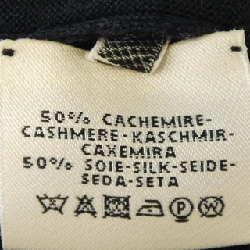 50% CACHEMIRE-
CASHMERE-KASCHMIR-
CAXEMIRA
50% SOIE-SILK-SEIDE-
SEDA-SETA